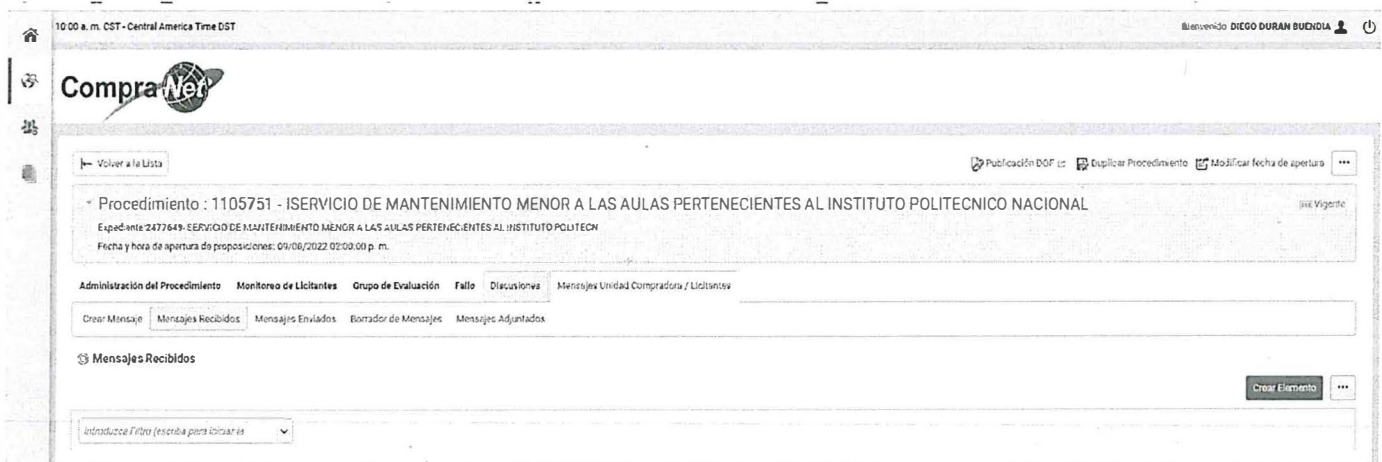 10:00 a. m. CST - Central America Time DST
Bienvenido DIEGO DURAN BUENDIA
CompraNet
Volver a la Lista
Publicación DOF
Duplicar Procedimiento
Modificar fecha de apertura
...
Procedimiento : 1105751 - ISERVICIO DE MANTENIMIENTO MENOR A LAS AULAS PERTENECIENTES AL INSTITUTO POLITECNICO NACIONAL
Vigente
Expediente:2477649- SERVICIO DE MANTENIMIENTO MENOR A LAS AULAS PERTENECIENTES AL INSTITUTO POLITECN
Fecha y hora de apertura de proposiciones: 09/06/2022 02:00:00 p. m.
Administración del Procedimiento Monitoreo de Licitantes Grupo de Evaluación Fallo Discusiones Mensajes Unidad Compradora / Licitantes
Crear Mensaje Mensajes Recibidos Mensajes Enviados Borrador de Mensajes Mensajes Adjuntados
Mensajes Recibidos
Crear Elemento ...
Introduzca Filtro (escriba para iniciar la